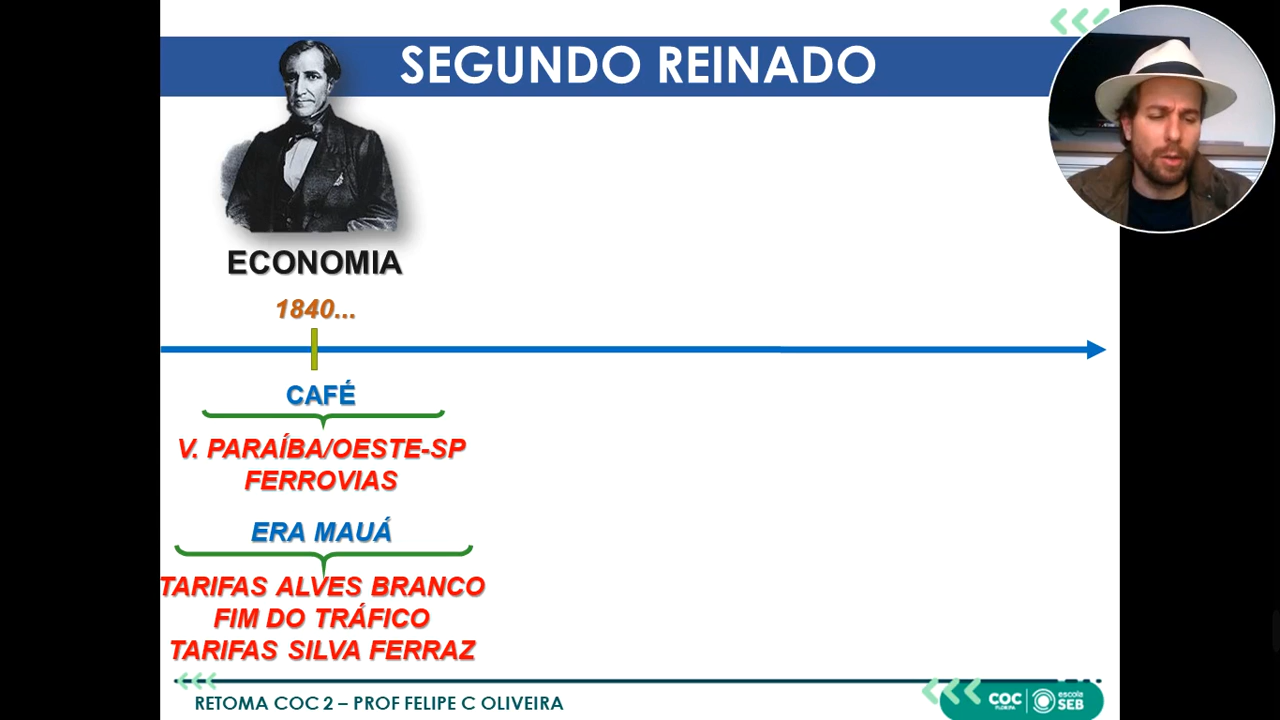 SEGUNDO REINADO
ECONOMIA
1840...
CAFÉ
V. PARAÍBA/OESTE-SP
FERROVIAS
ERA MAUÁ
TARIFAS ALVES BRANCO
FIM DO TRÁFICO
TARIFAS SILVA FERRAZ
RETOMA COC 2 – PROF FELIPE C OLIVEIRA
COC
FLORIPA
escola
SEB